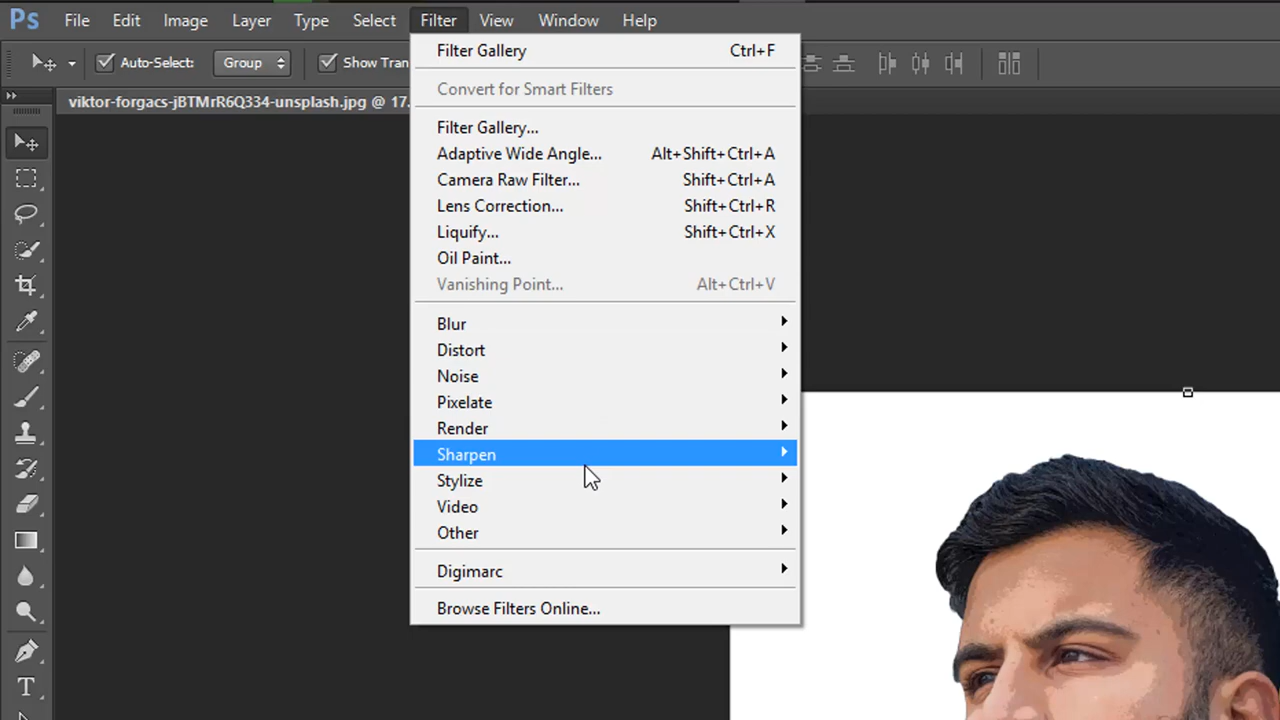 Ps File Edit Image Layer Type Select Filter View Window Help
Auto-Select: Group Show Tran
viktor-forgacs-jBTMrR6Q334-unsplash.jpg @ 17.
Filter Gallery Ctrl+F
Convert for Smart Filters
Filter Gallery...
Adaptive Wide Angle... Alt+Shift+Ctrl+A
Camera Raw Filter... Shift+Ctrl+A
Lens Correction... Shift+Ctrl+R
Liquify... Shift+Ctrl+X
Oil Paint...
Vanishing Point... Alt+Ctrl+V
Blur
Distort
Noise
Pixelate
Render
Sharpen
Stylize
Video
Other
Digimarc
Browse Filters Online...
T